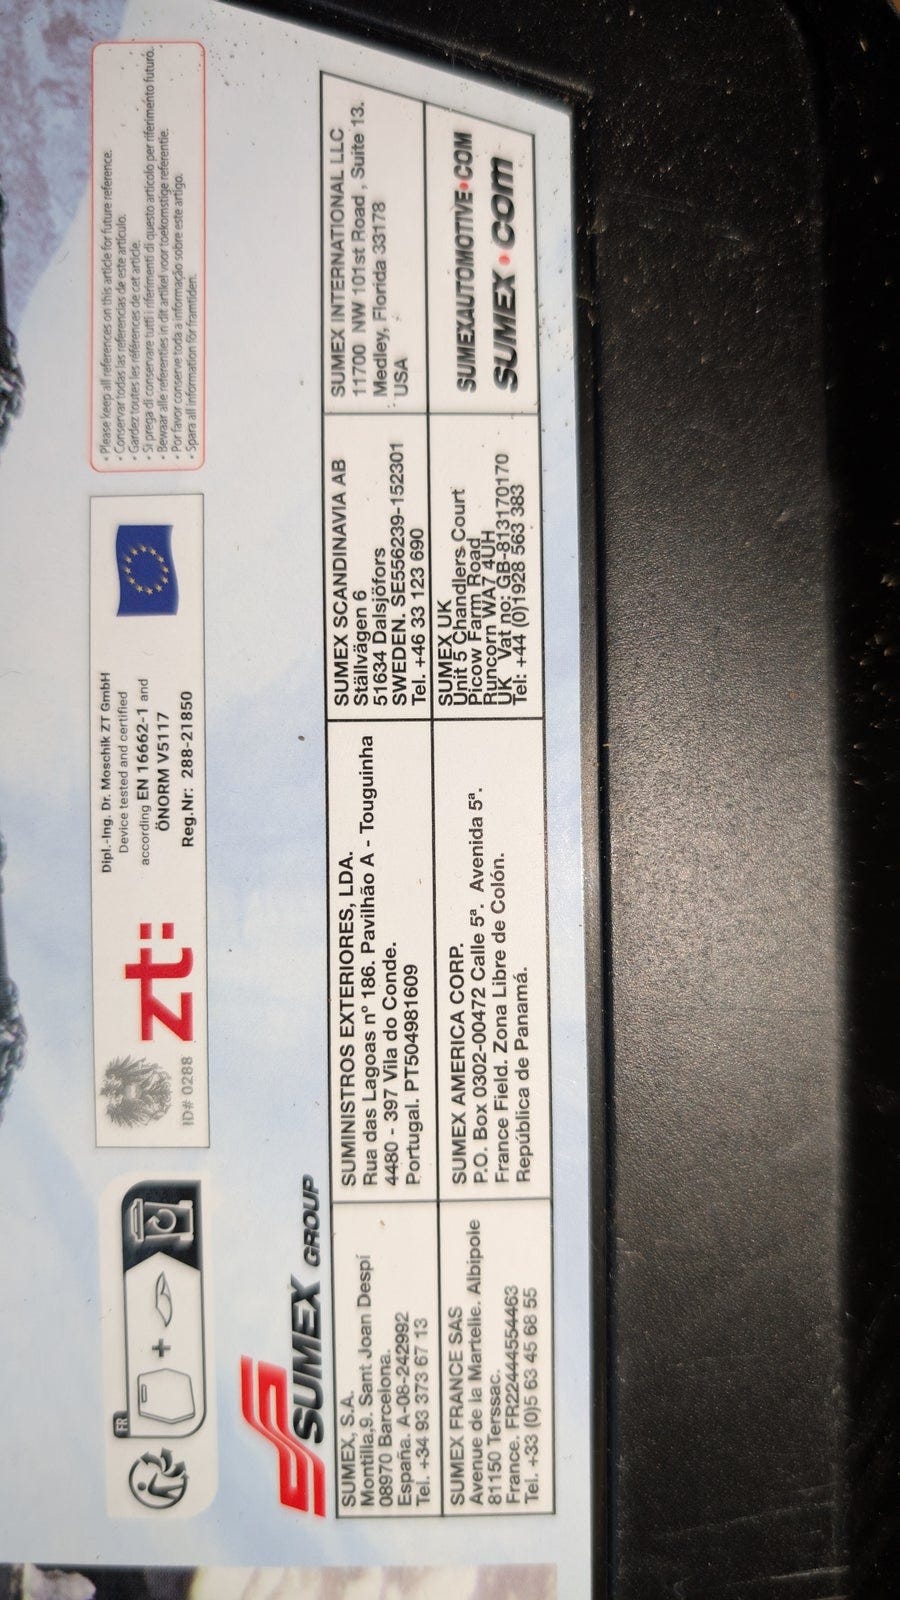 FR
ID# 0288
zt:
Dipl.-Ing. Dr. Moschik ZT GmbH
Device tested and certified
according EN 16662-1 and
ÖNORM V5117
Reg.Nr: 288-21850
• Please keep all references on this article for future reference.
• Conservar todas las referencias de este artículo.
• Gardez toutes les références de cet article.
• Si prega di conservare tutti i riferimenti di questo articolo per riferimento futuro.
• Bewaar alle referenties in dit artikel voor toekomstige referentie.
• Por favor conserve toda a informação sobre este artigo.
• Spara all information för framtiden.
SUMEX GROUP
SUMEX, S.A.
Montilla,9. Sant Joan Despí
08970 Barcelona.
España. A-08-242992
Tel. +34 93 373 67 13
SUMINISTROS EXTERIORES, LDA.
Rua das Lagoas nº 186. Pavilhão A - Touguinha
4480 - 397 Vila do Conde.
Portugal. PT504981609
SUMEX SCANDINAVIA AB
Ställvägen 6
51634 Dalsjöfors
SWEDEN. SE556239-152301
Tel. +46 33 123 690
SUMEX INTERNATIONAL LLC
11700 NW 101st Road , Suite 13.
Medley, Florida 33178
USA
SUMEX FRANCE SAS
Avenue de la Martelle. Albipole
81150 Terssac.
France. FR22444554463
Tel. +33 (0)5 63 45 68 55
SUMEX AMERICA CORP.
P.O. Box 0302-00472 Calle 5ª. Avenida 5ª.
France Field. Zona Libre de Colón.
República de Panamá.
SUMEX UK
Unit 5 Chandlers Court
Picow Farm Road
Runcorn WA7 4UH
UK Vat no: GB-813170170
Tel: +44 (0)1928 563 383
SUMEXAUTOMOTIVE•COM
SUMEX•COM